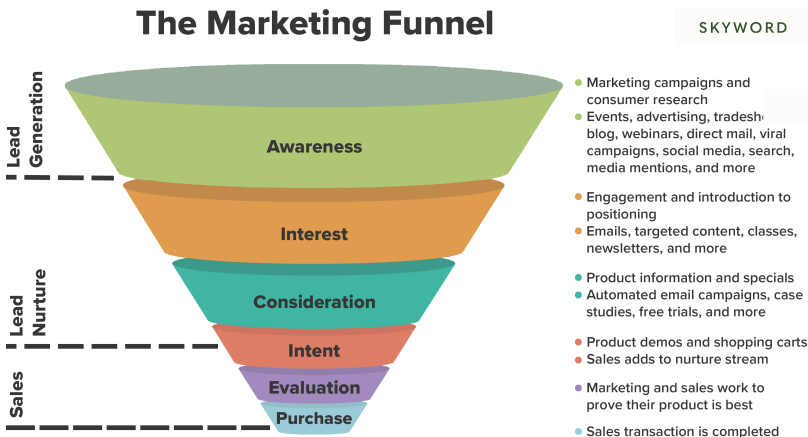 The Marketing Funnel
SKYWORD
Lead
Generation
Lead
Nurture
Sales
Awareness
Interest
Consideration
Intent
Evaluation
Purchase
Marketing campaigns and
consumer research
Events, advertising,
blog, webinars, direct mail, viral
campaigns, social media, search,
media mentions, and more
Engagement and introduction to
positioning
Emails, targeted content, classes,
newsletters, and more
Product information and specials
Automated email campaigns, case
studies, free trials, and more
Product demos and shopping carts
Sales adds to nurture stream
Marketing and sales work to
prove their product is best
Sales transaction is completed